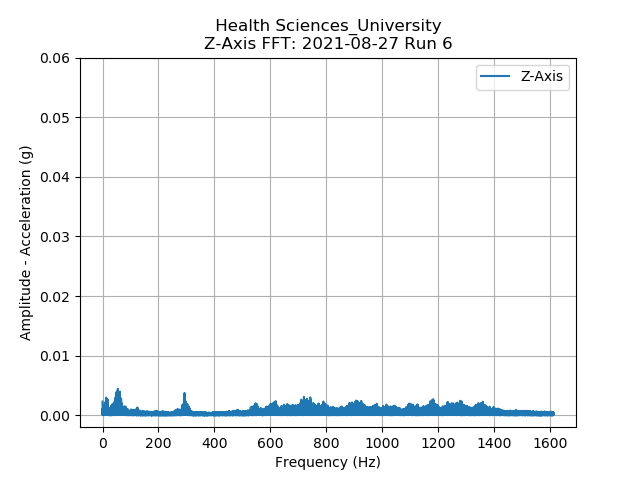 Health Sciences_University
Z-Axis FFT: 2021-08-27 Run 6
Z-Axis
Amplitude - Acceleration (g)
0.06
0.05
0.04
0.03
0.02
0.01
0.00
0 200 400 600 800 1000 1200 1400 1600
Frequency (Hz)